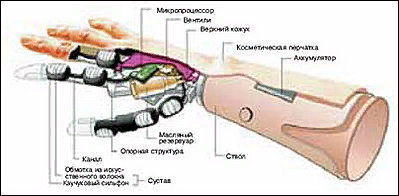 Микропроцессор
Вентили
Верхний кожух
Косметическая перчатка
Аккумулятор
Масляный
резервуар
Опорная структура
Ствол
Канал
Обмотка из искус-
ственного волокна
Каучуковый сильфон
Сустав